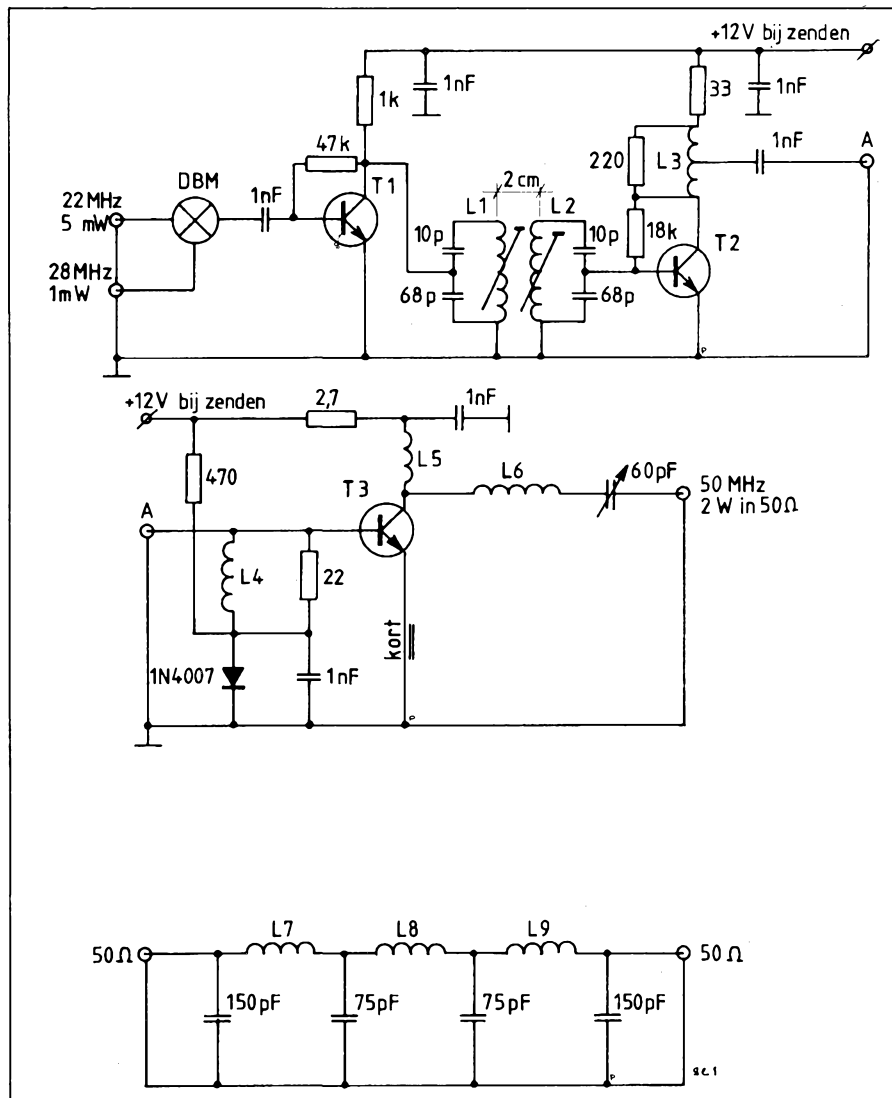 +12V bij zenden
1nF
33
1nF
1k
47k
1nF
A
220
L3
DBM
T1
2 cm
22MHz
5 mW
1nF
L1
L2
10p
10p
18k
T2
28MHz
1mW
68p
68p
+12V bij zenden
2,7
1nF
L5
470
T3
L6
60pF
50 MHz
2 W in 50Ω
A
L4
22
kort
1N4007
1nF
L7
L8
L9
50Ω
50Ω
150pF
75pF
75pF
150pF